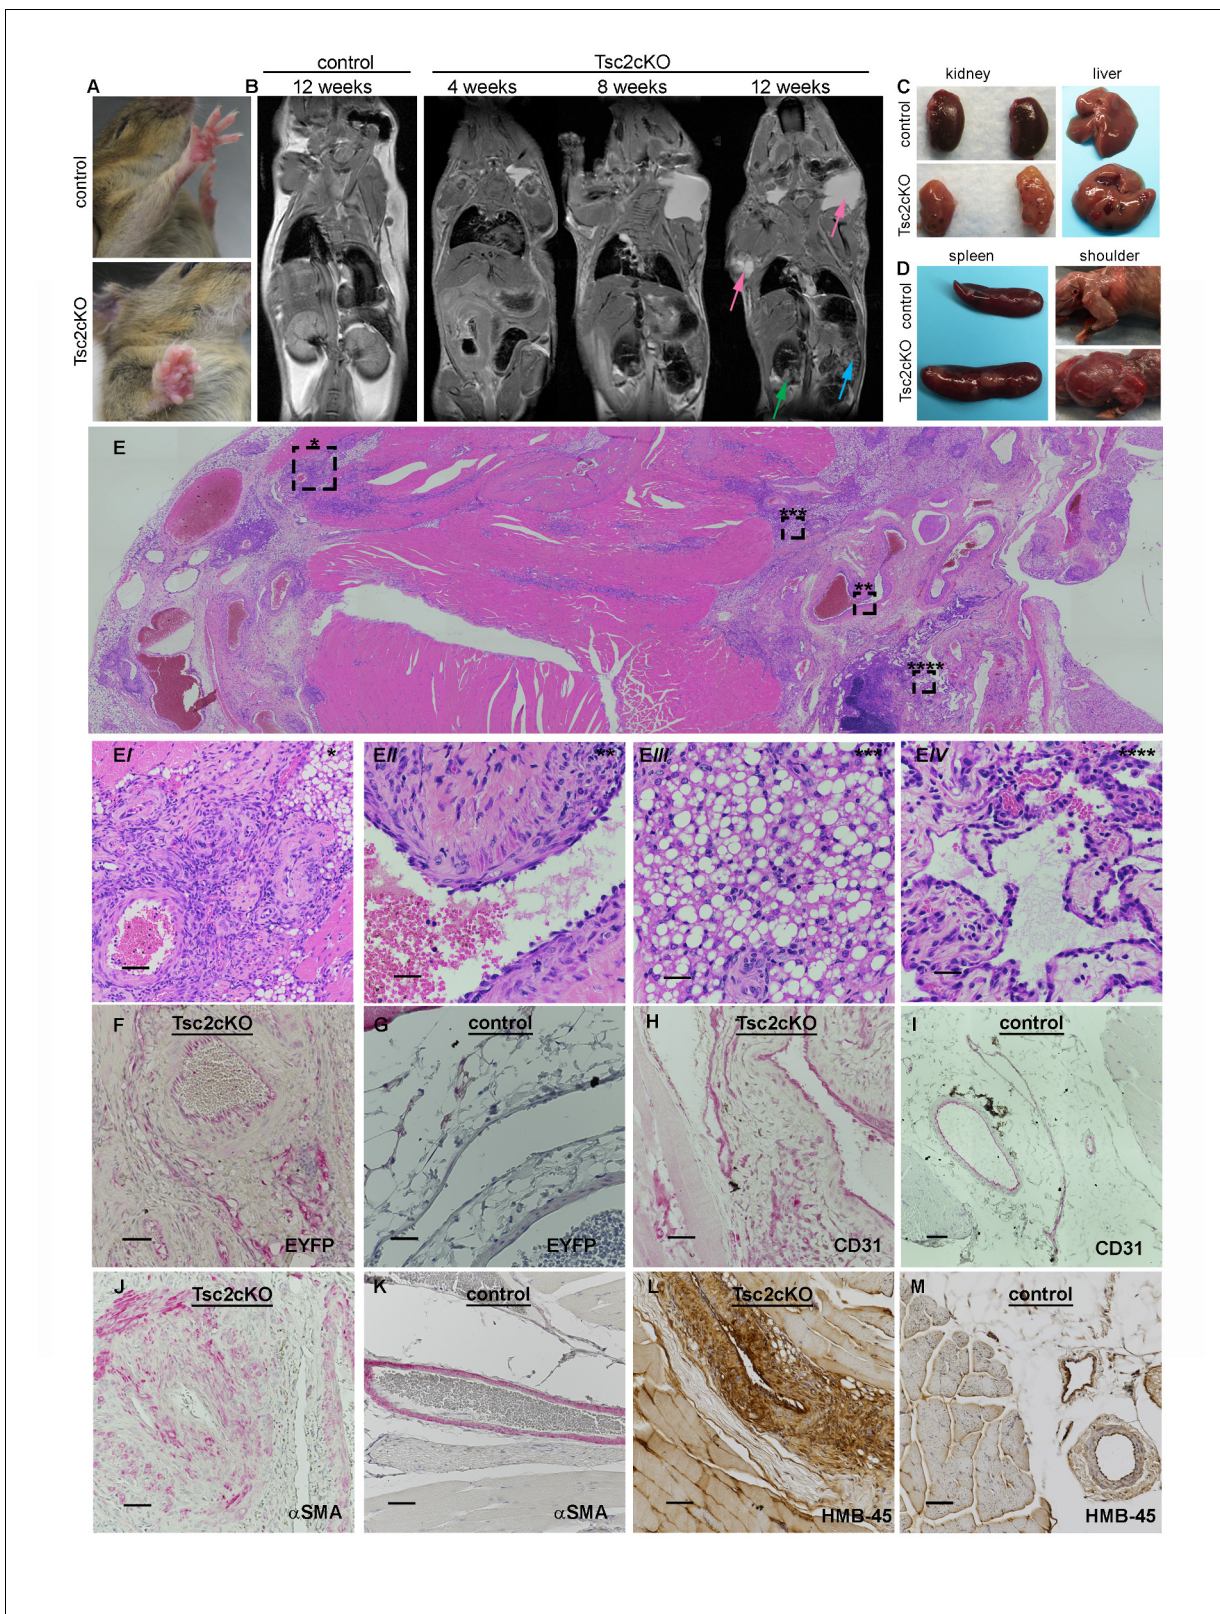 control
Tsc2cKO
A
B
12 weeks
4 weeks
8 weeks
12 weeks
control
Tsc2cKO
C
kidney
liver
control
Tsc2cKO
D
spleen
shoulder
control
Tsc2cKO
E
*
***
**
****
EI
*
EII
**
EIII
***
EIV
****
F
Tsc2cKO
EYFP
G
control
EYFP
H
Tsc2cKO
CD31
I
control
CD31
J
Tsc2cKO
αSMA
K
control
αSMA
L
Tsc2cKO
HMB-45
M
control
HMB-45